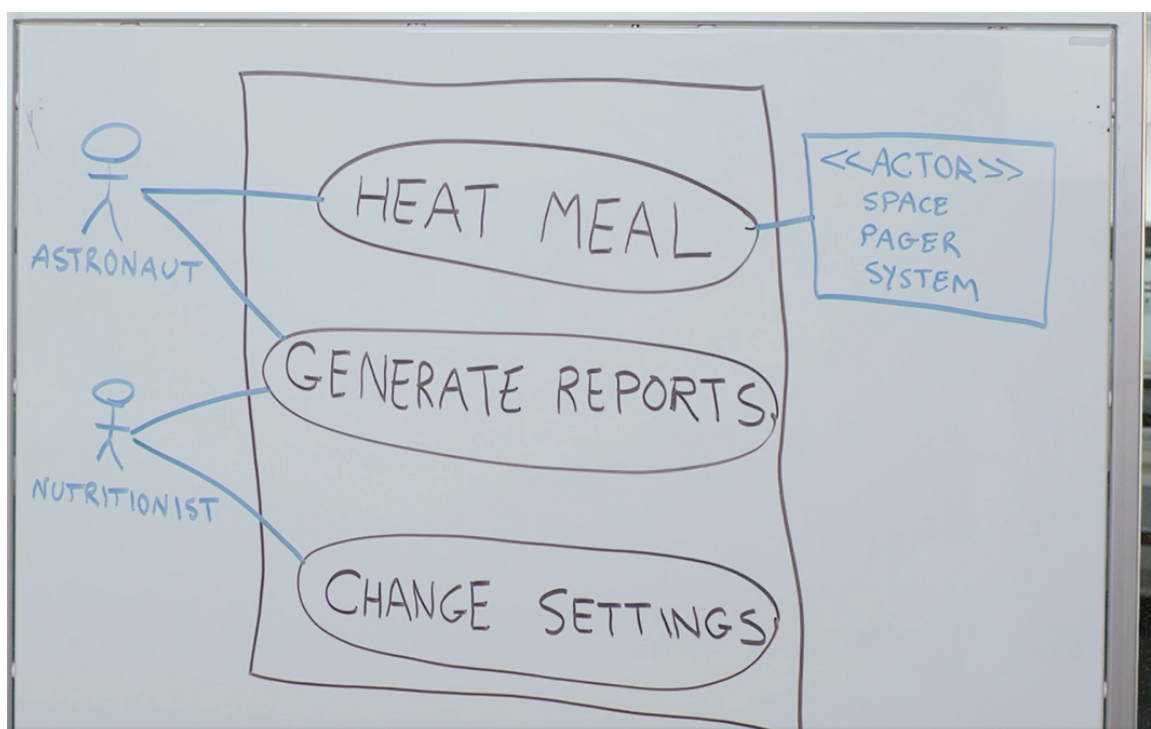 HEAT MEAL
<<ACTOR>>
SPACE
PAGER
SYSTEM
ASTRONAUT
GENERATE REPORTS
NUTRITIONIST
CHANGE SETTINGS